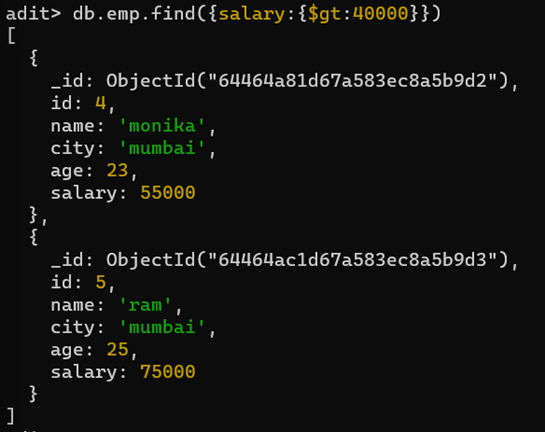 adit> db.emp.find({salary:{$gt:40000}})
[
  {
    _id: ObjectId("64464a81d67a583ec8a5b9d2"),
    id: 4,
    name: 'monika',
    city: 'mumbai',
    age: 23,
    salary: 55000
  },
  {
    _id: ObjectId("64464ac1d67a583ec8a5b9d3"),
    id: 5,
    name: 'ram',
    city: 'mumbai',
    age: 25,
    salary: 75000
  }
]